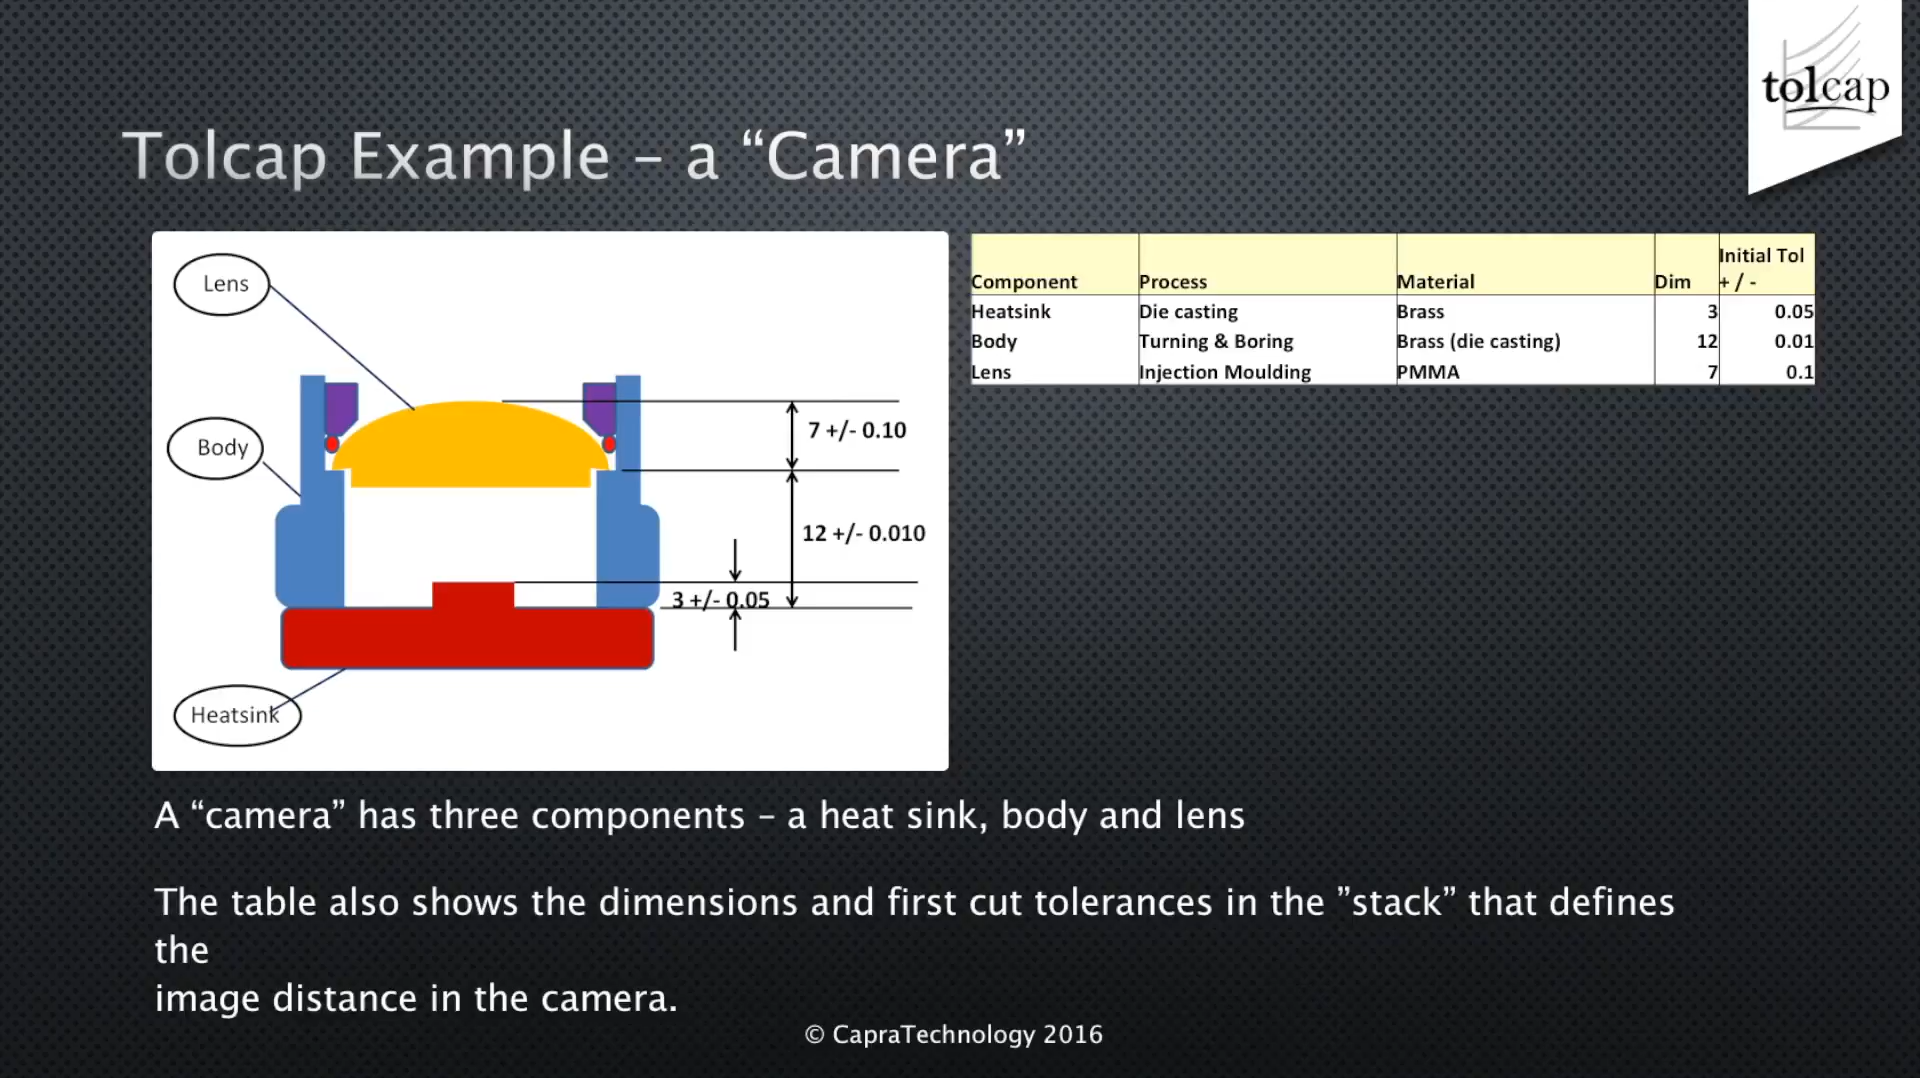 tolcap
Tolcap Example – a “Camera”
Lens
Body
Heatsink
7 +/- 0.10
12 +/- 0.010
3 +/- 0.05
Component Process Material Dim Initial Tol + / -
Heatsink Die casting Brass 3 0.05
Body Turning & Boring Brass (die casting) 12 0.01
Lens Injection Moulding PMMA 7 0.1
A “camera” has three components – a heat sink, body and lens
The table also shows the dimensions and first cut tolerances in the ”stack” that defines
the
image distance in the camera.
© CapraTechnology 2016